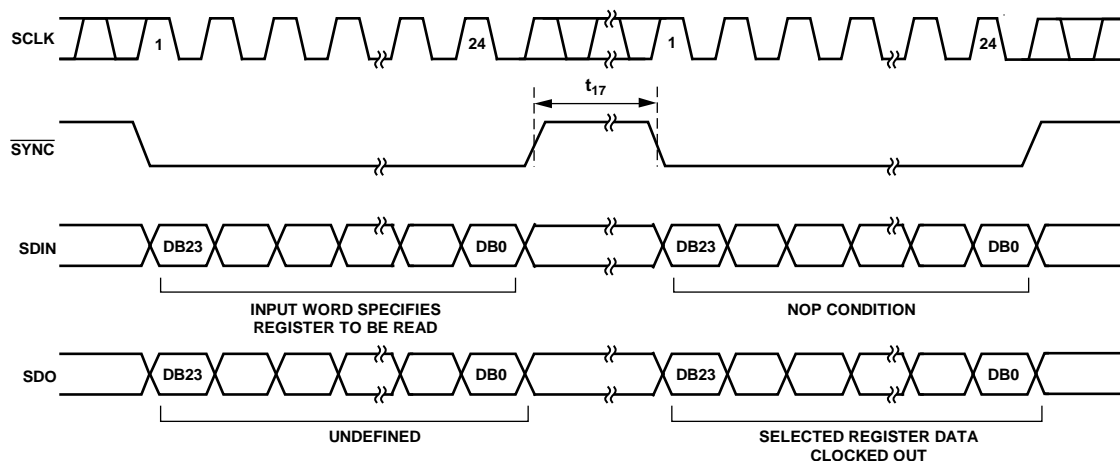 SCLK
1
24
1
24
t17
SYNC
SDIN
DB23
DB0
DB23
DB0
INPUT WORD SPECIFIES
REGISTER TO BE READ
NOP CONDITION
SDO
DB23
DB0
DB23
DB0
UNDEFINED
SELECTED REGISTER DATA
CLOCKED OUT